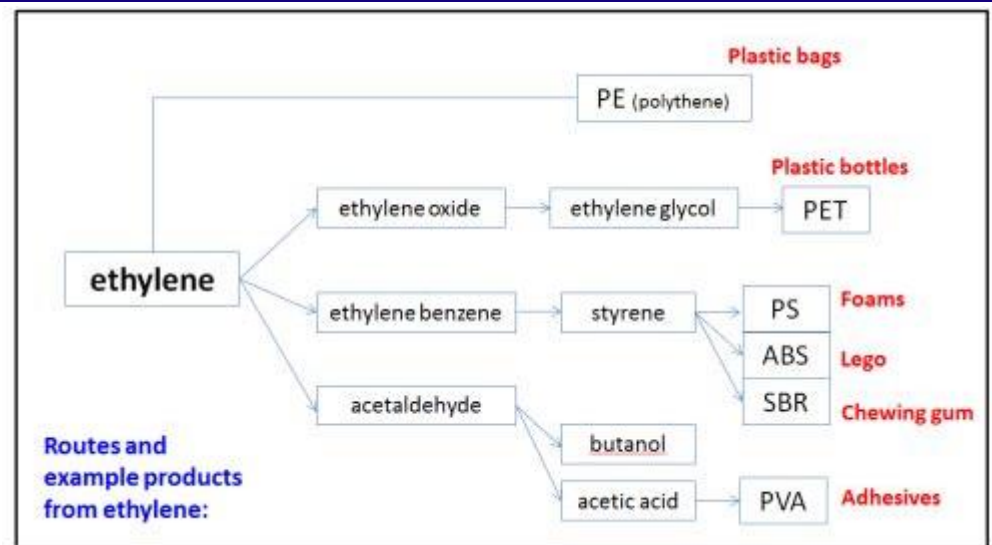 Plastic bags
PE (polythene)
Plastic bottles
ethylene oxide
ethylene glycol
PET
ethylene
ethylene benzene
styrene
PS
Foams
ABS
Lego
SBR
Chewing gum
acetaldehyde
butanol
acetic acid
PVA
Adhesives
Routes and
example products
from ethylene: